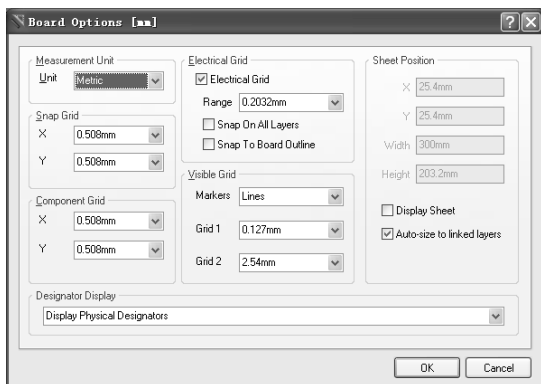 Board Options [mm]
Measurement Unit
Unit Metric
Snap Grid
X 0.508mm
Y 0.508mm
Component Grid
X 0.508mm
Y 0.508mm
Electrical Grid
Electrical Grid
Range 0.2032mm
Snap On All Layers
Snap To Board Outline
Visible Grid
Markers Lines
Grid 1 0.127mm
Grid 2 2.54mm
Sheet Position
X 25.4mm
Y 25.4mm
Width 300mm
Height 203.2mm
Display Sheet
Auto-size to linked layers
Designator Display
Display Physical Designators
OK Cancel